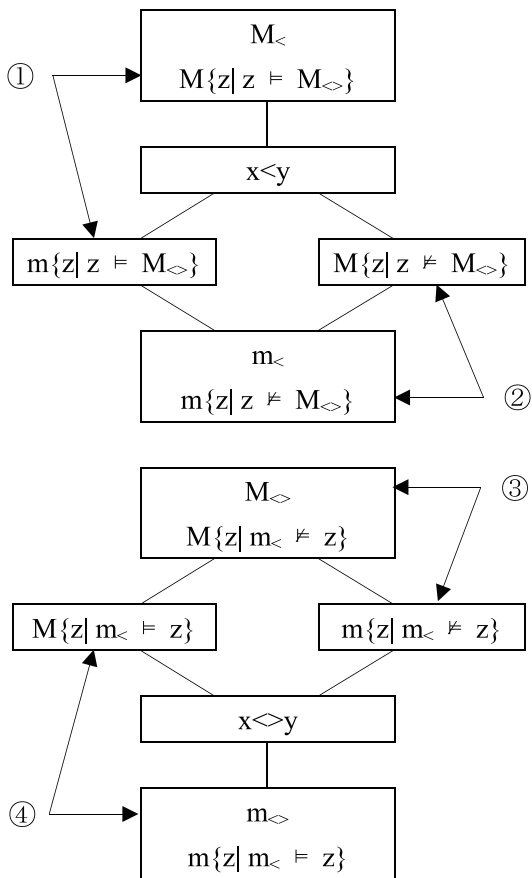 M<
① M{z| z ⊨ M<>}
x<y
m{z| z ⊨ M<>} M{z| z ⊭ M<>}
m<
m{z| z ⊭ M<>} ②
M<> ③
M{z| m< ⊭ z}
M{z| m< ⊨ z} m{z| m< ⊭ z}
x<>y
④ m<>
m{z| m< ⊨ z}